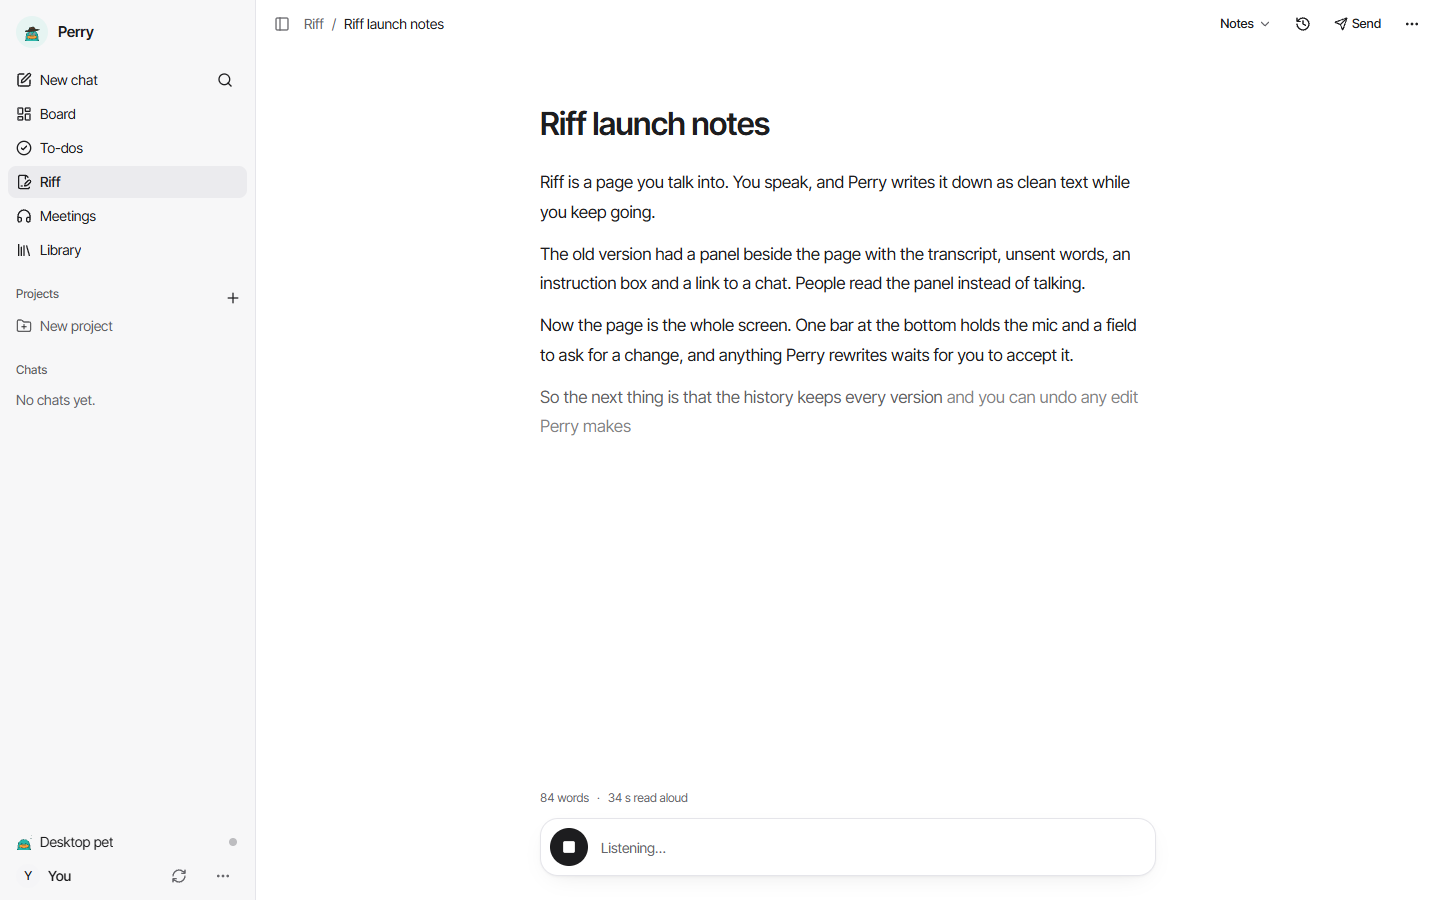 Perry
New chat
Board
To-dos
Riff
Meetings
Library
Projects
New project
Chats
No chats yet.
Desktop pet
Y You
Riff / Riff launch notes
Notes
Send
Riff launch notes
Riff is a page you talk into. You speak, and Perry writes it down as clean text while
you keep going.
The old version had a panel beside the page with the transcript, unsent words, an
instruction box and a link to a chat. People read the panel instead of talking.
Now the page is the whole screen. One bar at the bottom holds the mic and a field
to ask for a change, and anything Perry rewrites waits for you to accept it.
So the next thing is that the history keeps every version and you can undo any edit
Perry makes
84 words · 34 s read aloud
Listening...